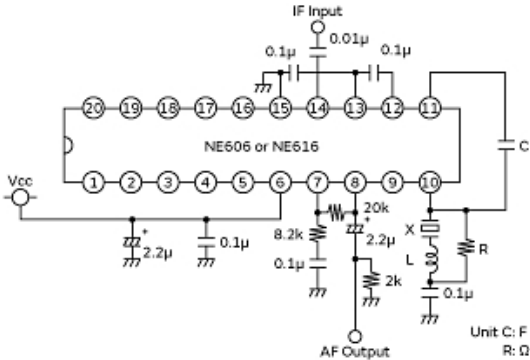 IF Input
0.01μ
0.1μ
0.1μ
20 19 18 17 16 15 14 13 12 11
NE606 or NE616
C
1 2 3 4 5 6 7 8 9 10
Vcc
20k
8.2k
+
2.2μ
X
R
+
2.2μ
0.1μ
0.1μ
2k
L
0.1μ
AF Output
Unit C: F
R: Ω